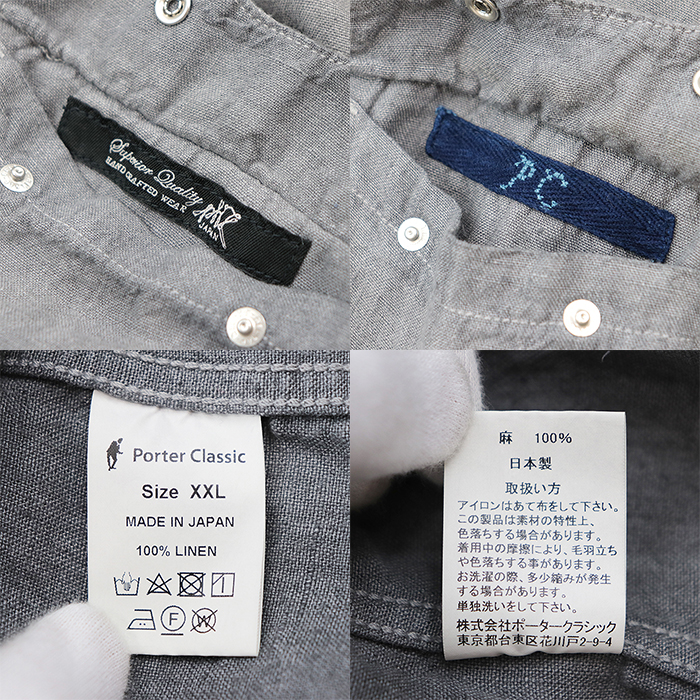 Superior Quality
HANDCRAFTED WEAR
JAPAN
PC
Porter Classic
Size XXL
MADE IN JAPAN
100% LINEN
麻 100%
日本製
取扱い方
アイロンはあて布をして下さい。
この製品は素材の特性上、
色落ちする場合があります。
着用中の摩擦により、毛羽立ち
や色落ちする事があります。
お洗濯の際、多少縮みが発生
する場合があります。
単独洗いをして下さい。
株式会社ポータークラシック
東京都台東区花川戸2-9-4